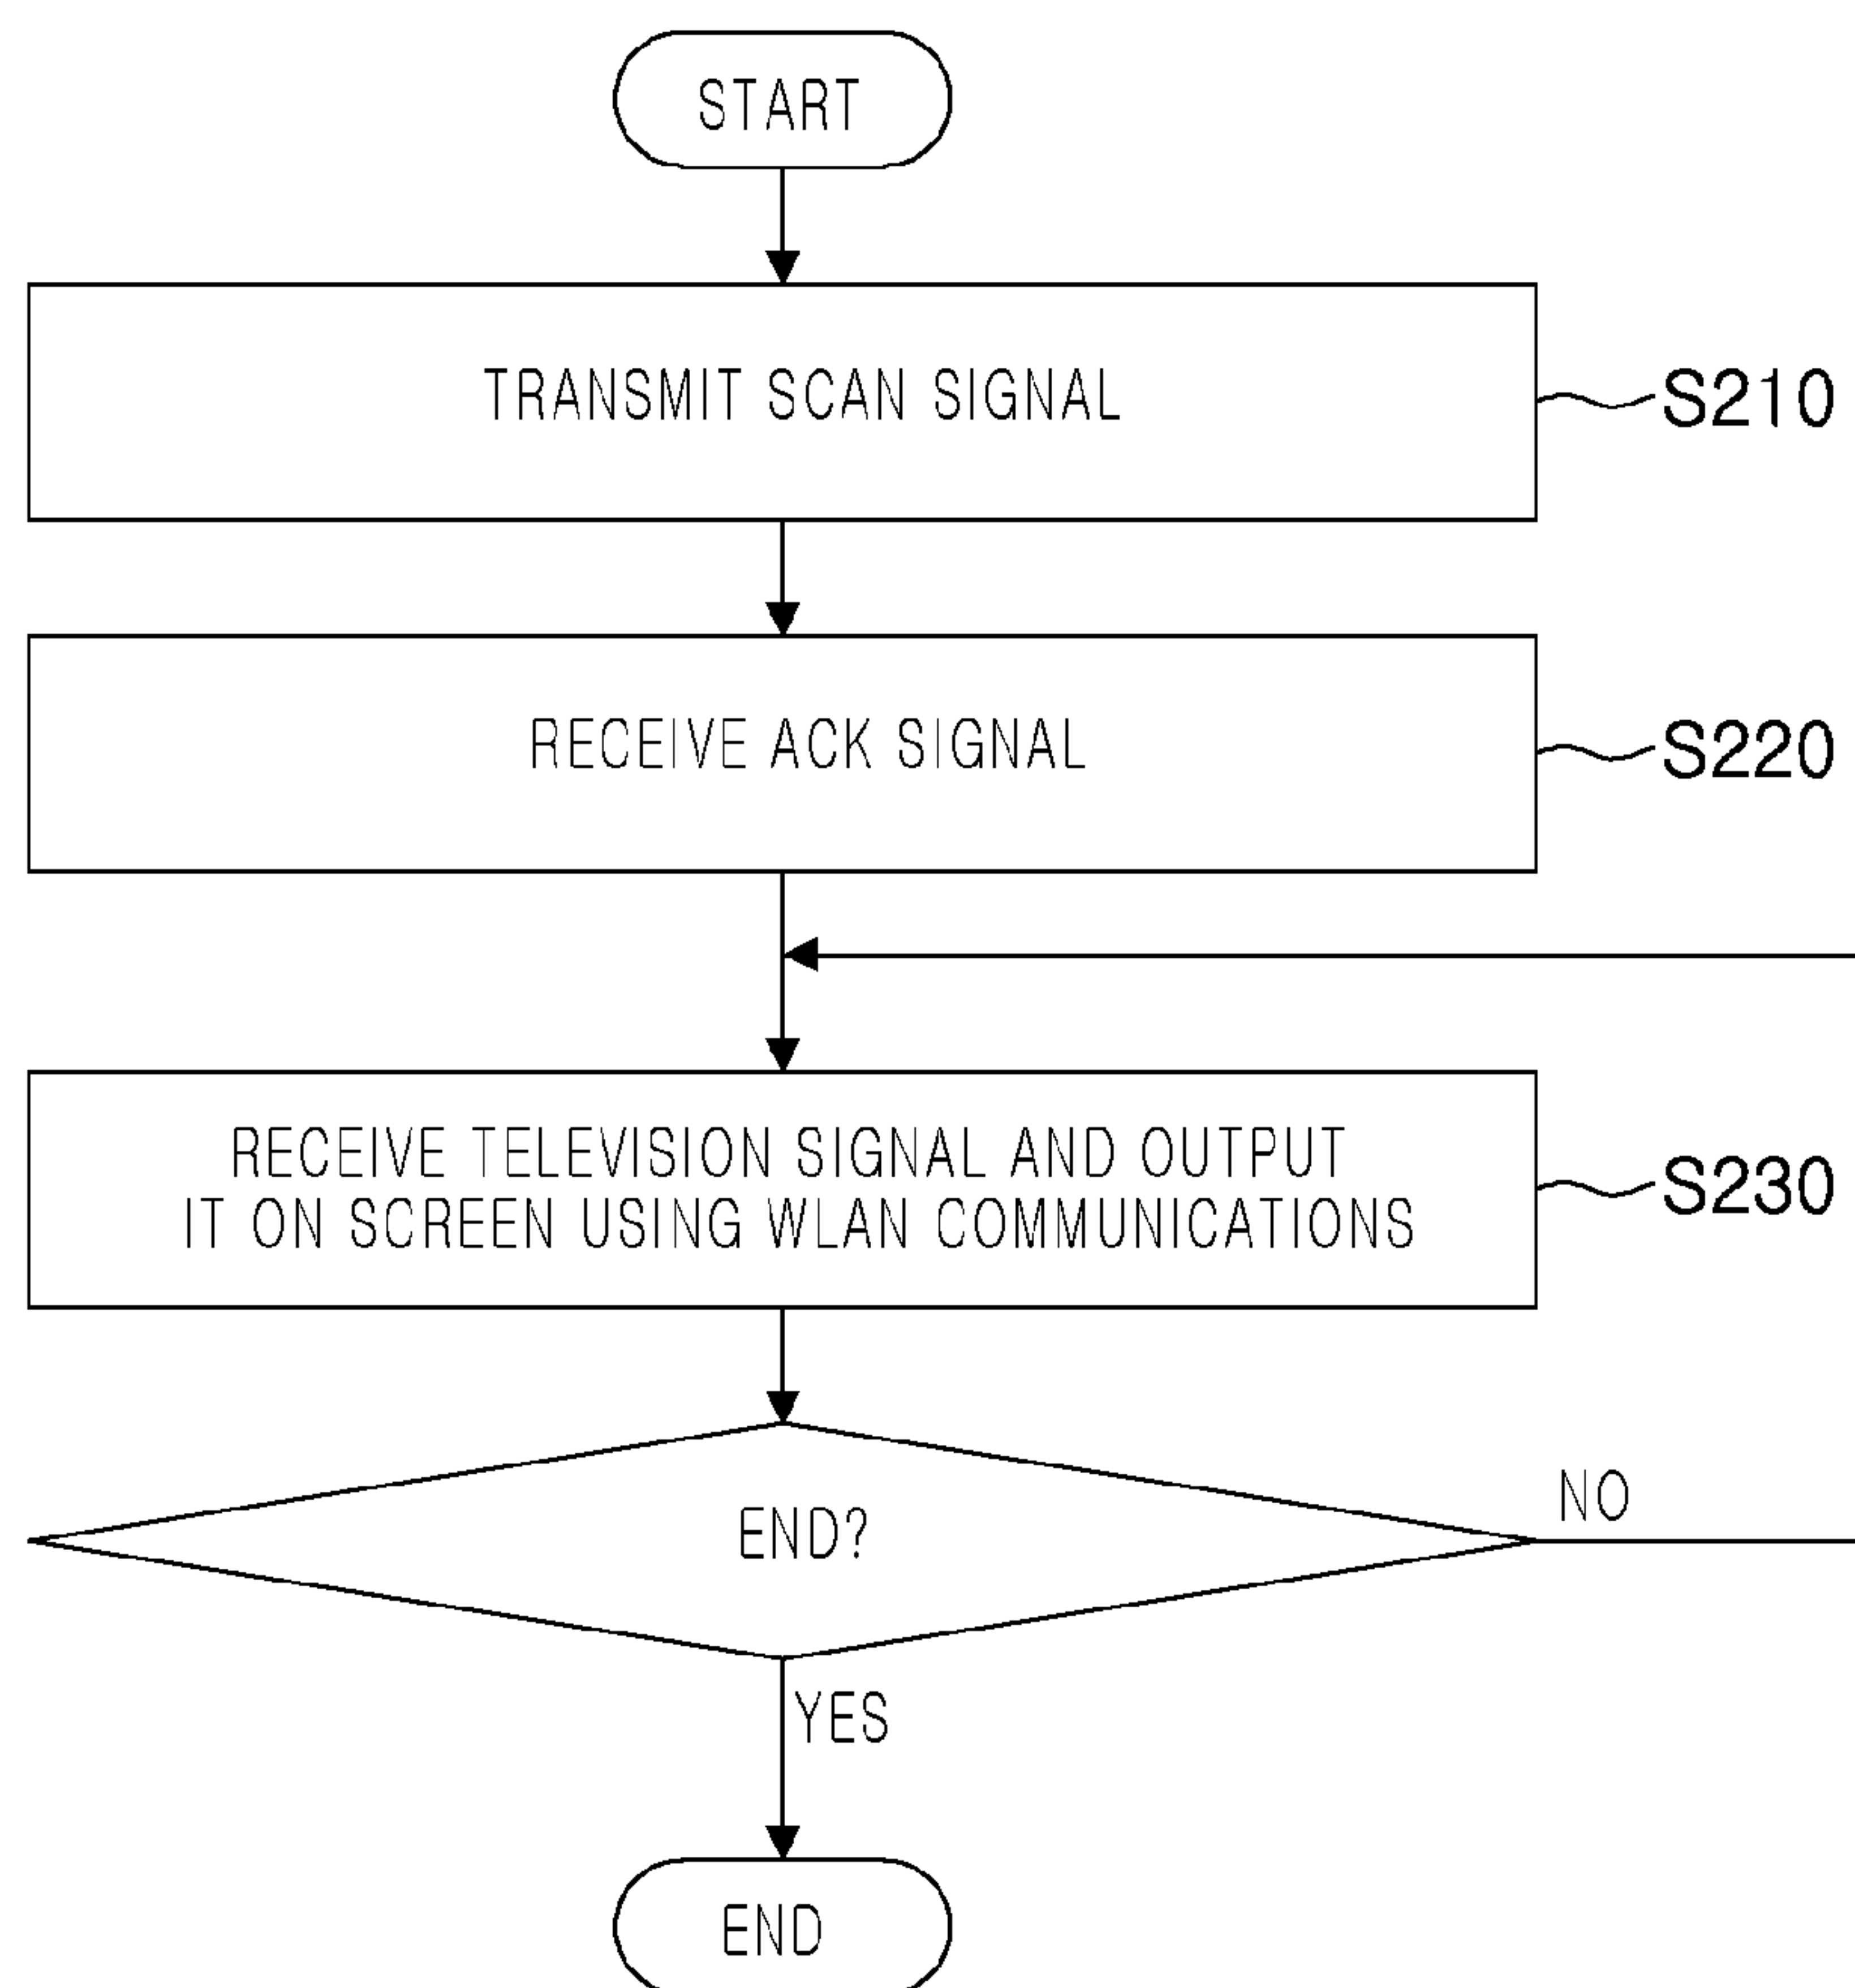 START
TRANSMIT SCAN SIGNAL
S210
RECEIVE ACK SIGNAL
S220
RECEIVE TELEVISION SIGNAL AND OUTPUT
IT ON SCREEN USING WLAN COMMUNICATIONS
S230
END?
NO
YES
END